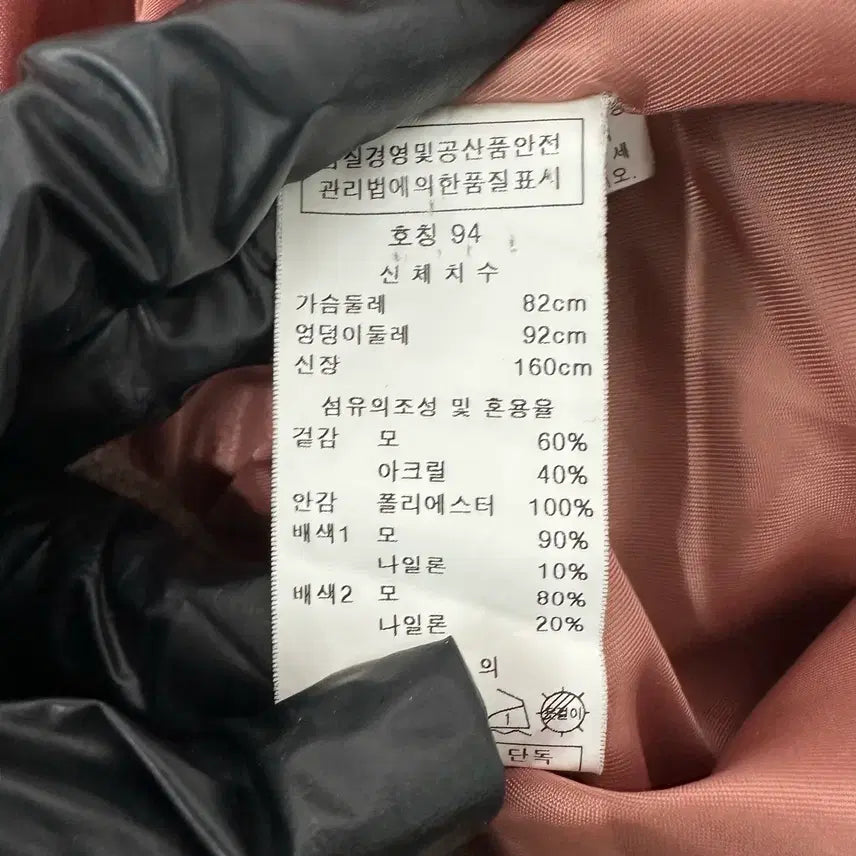 품실경영및공산품안전
관리법에의한품질표시
호칭 94
신체치수
가슴둘레 82cm
엉덩이둘레 92cm
신장 160cm
섬유의조성 및 혼용율
겉감 모 60%
아크릴 40%
안감 폴리에스터 100%
배색1 모 90%
나일론 10%
배색2 모 80%
나일론 20%
의
단독
세
오.